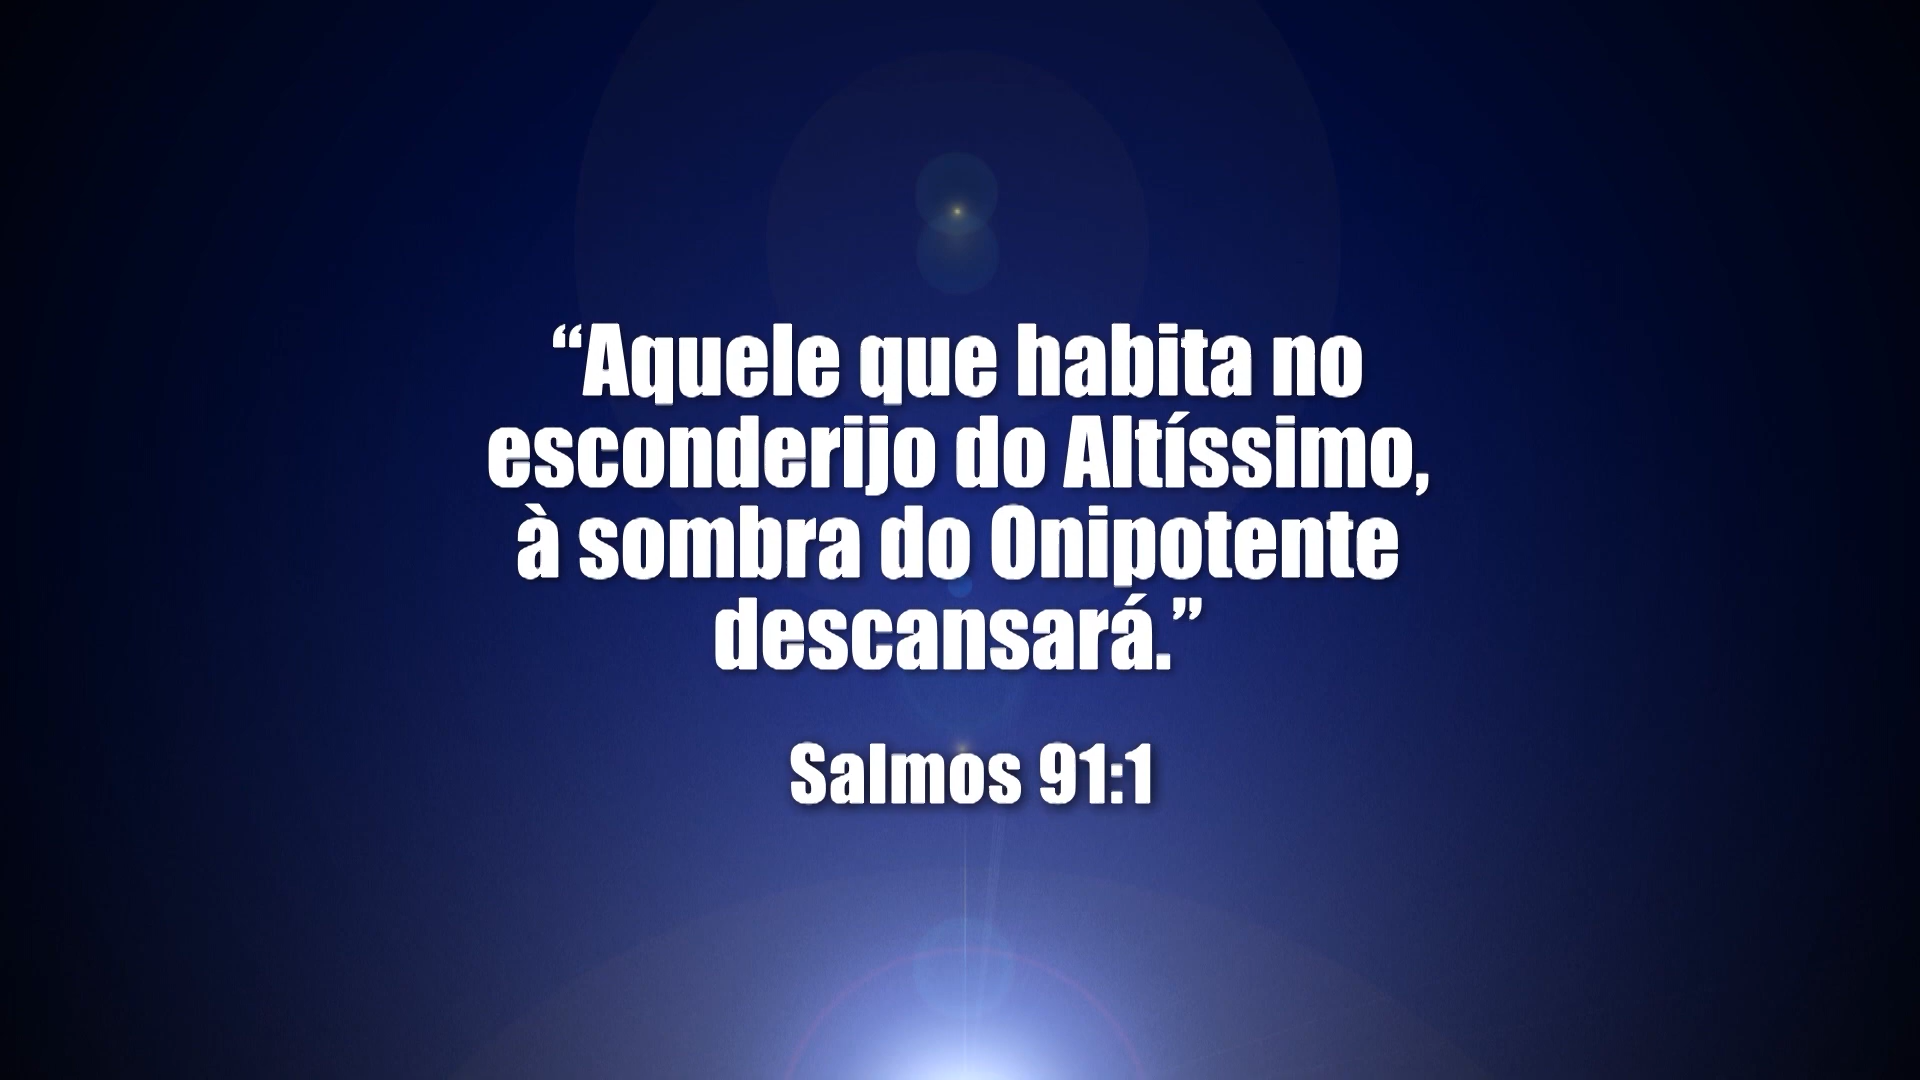 “Aquele que habita no
esconderijo do Altíssimo,
à sombra do Onipotente
descansará.”
Salmos 91:1